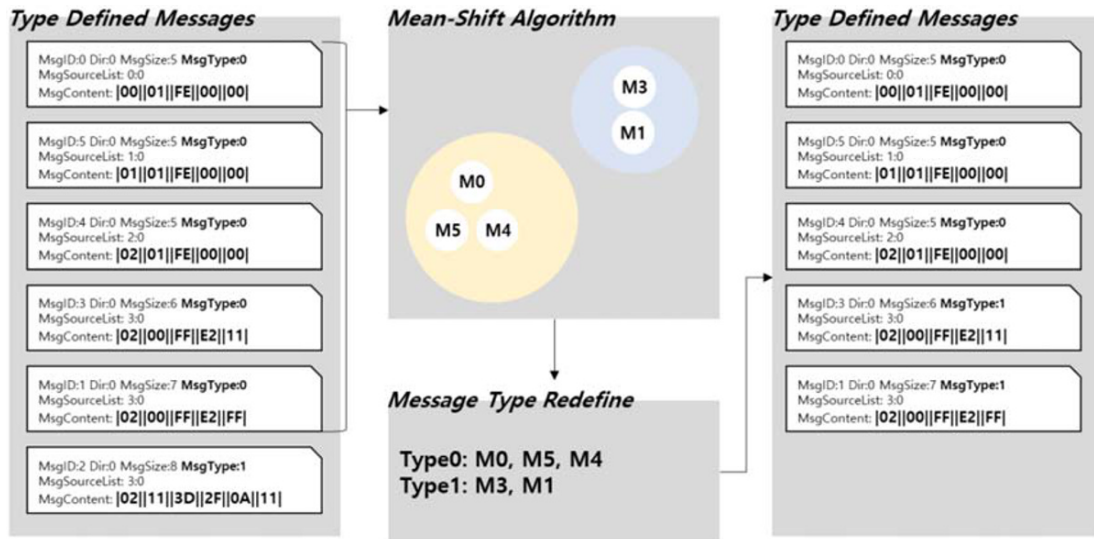 Type Defined Messages
MsgID:0 Dir:0 MsgSize:5 MsgType:0
MsgSourceList: 0:0
MsgContent: |00||01||FE||00||00|
MsgID:5 Dir:0 MsgSize:5 MsgType:0
MsgSourceList: 1:0
MsgContent: |01||01||FE||00||00|
MsgID:4 Dir:0 MsgSize:5 MsgType:0
MsgSourceList: 2:0
MsgContent: |02||01||FE||00||00|
MsgID:3 Dir:0 MsgSize:6 MsgType:0
MsgSourceList: 3:0
MsgContent: |02||00||FF||E2||11|
MsgID:1 Dir:0 MsgSize:7 MsgType:0
MsgSourceList: 3:0
MsgContent: |02||00||FF||E2||FF|
MsgID:2 Dir:0 MsgSize:8 MsgType:1
MsgSourceList: 3:0
MsgContent: |02||11||3D||2F||0A||11|
Mean-Shift Algorithm
M3
M1
M0
M5 M4
Message Type Redefine
Type0: M0, M5, M4
Type1: M3, M1
Type Defined Messages
MsgID:0 Dir:0 MsgSize:5 MsgType:0
MsgSourceList: 0:0
MsgContent: |00||01||FE||00||00|
MsgID:5 Dir:0 MsgSize:5 MsgType:0
MsgSourceList: 1:0
MsgContent: |01||01||FE||00||00|
MsgID:4 Dir:0 MsgSize:5 MsgType:0
MsgSourceList: 2:0
MsgContent: |02||01||FE||00||00|
MsgID:3 Dir:0 MsgSize:6 MsgType:1
MsgSourceList: 3:0
MsgContent: |02||00||FF||E2||11|
MsgID:1 Dir:0 MsgSize:7 MsgType:1
MsgSourceList: 3:0
MsgContent: |02||00||FF||E2||FF|